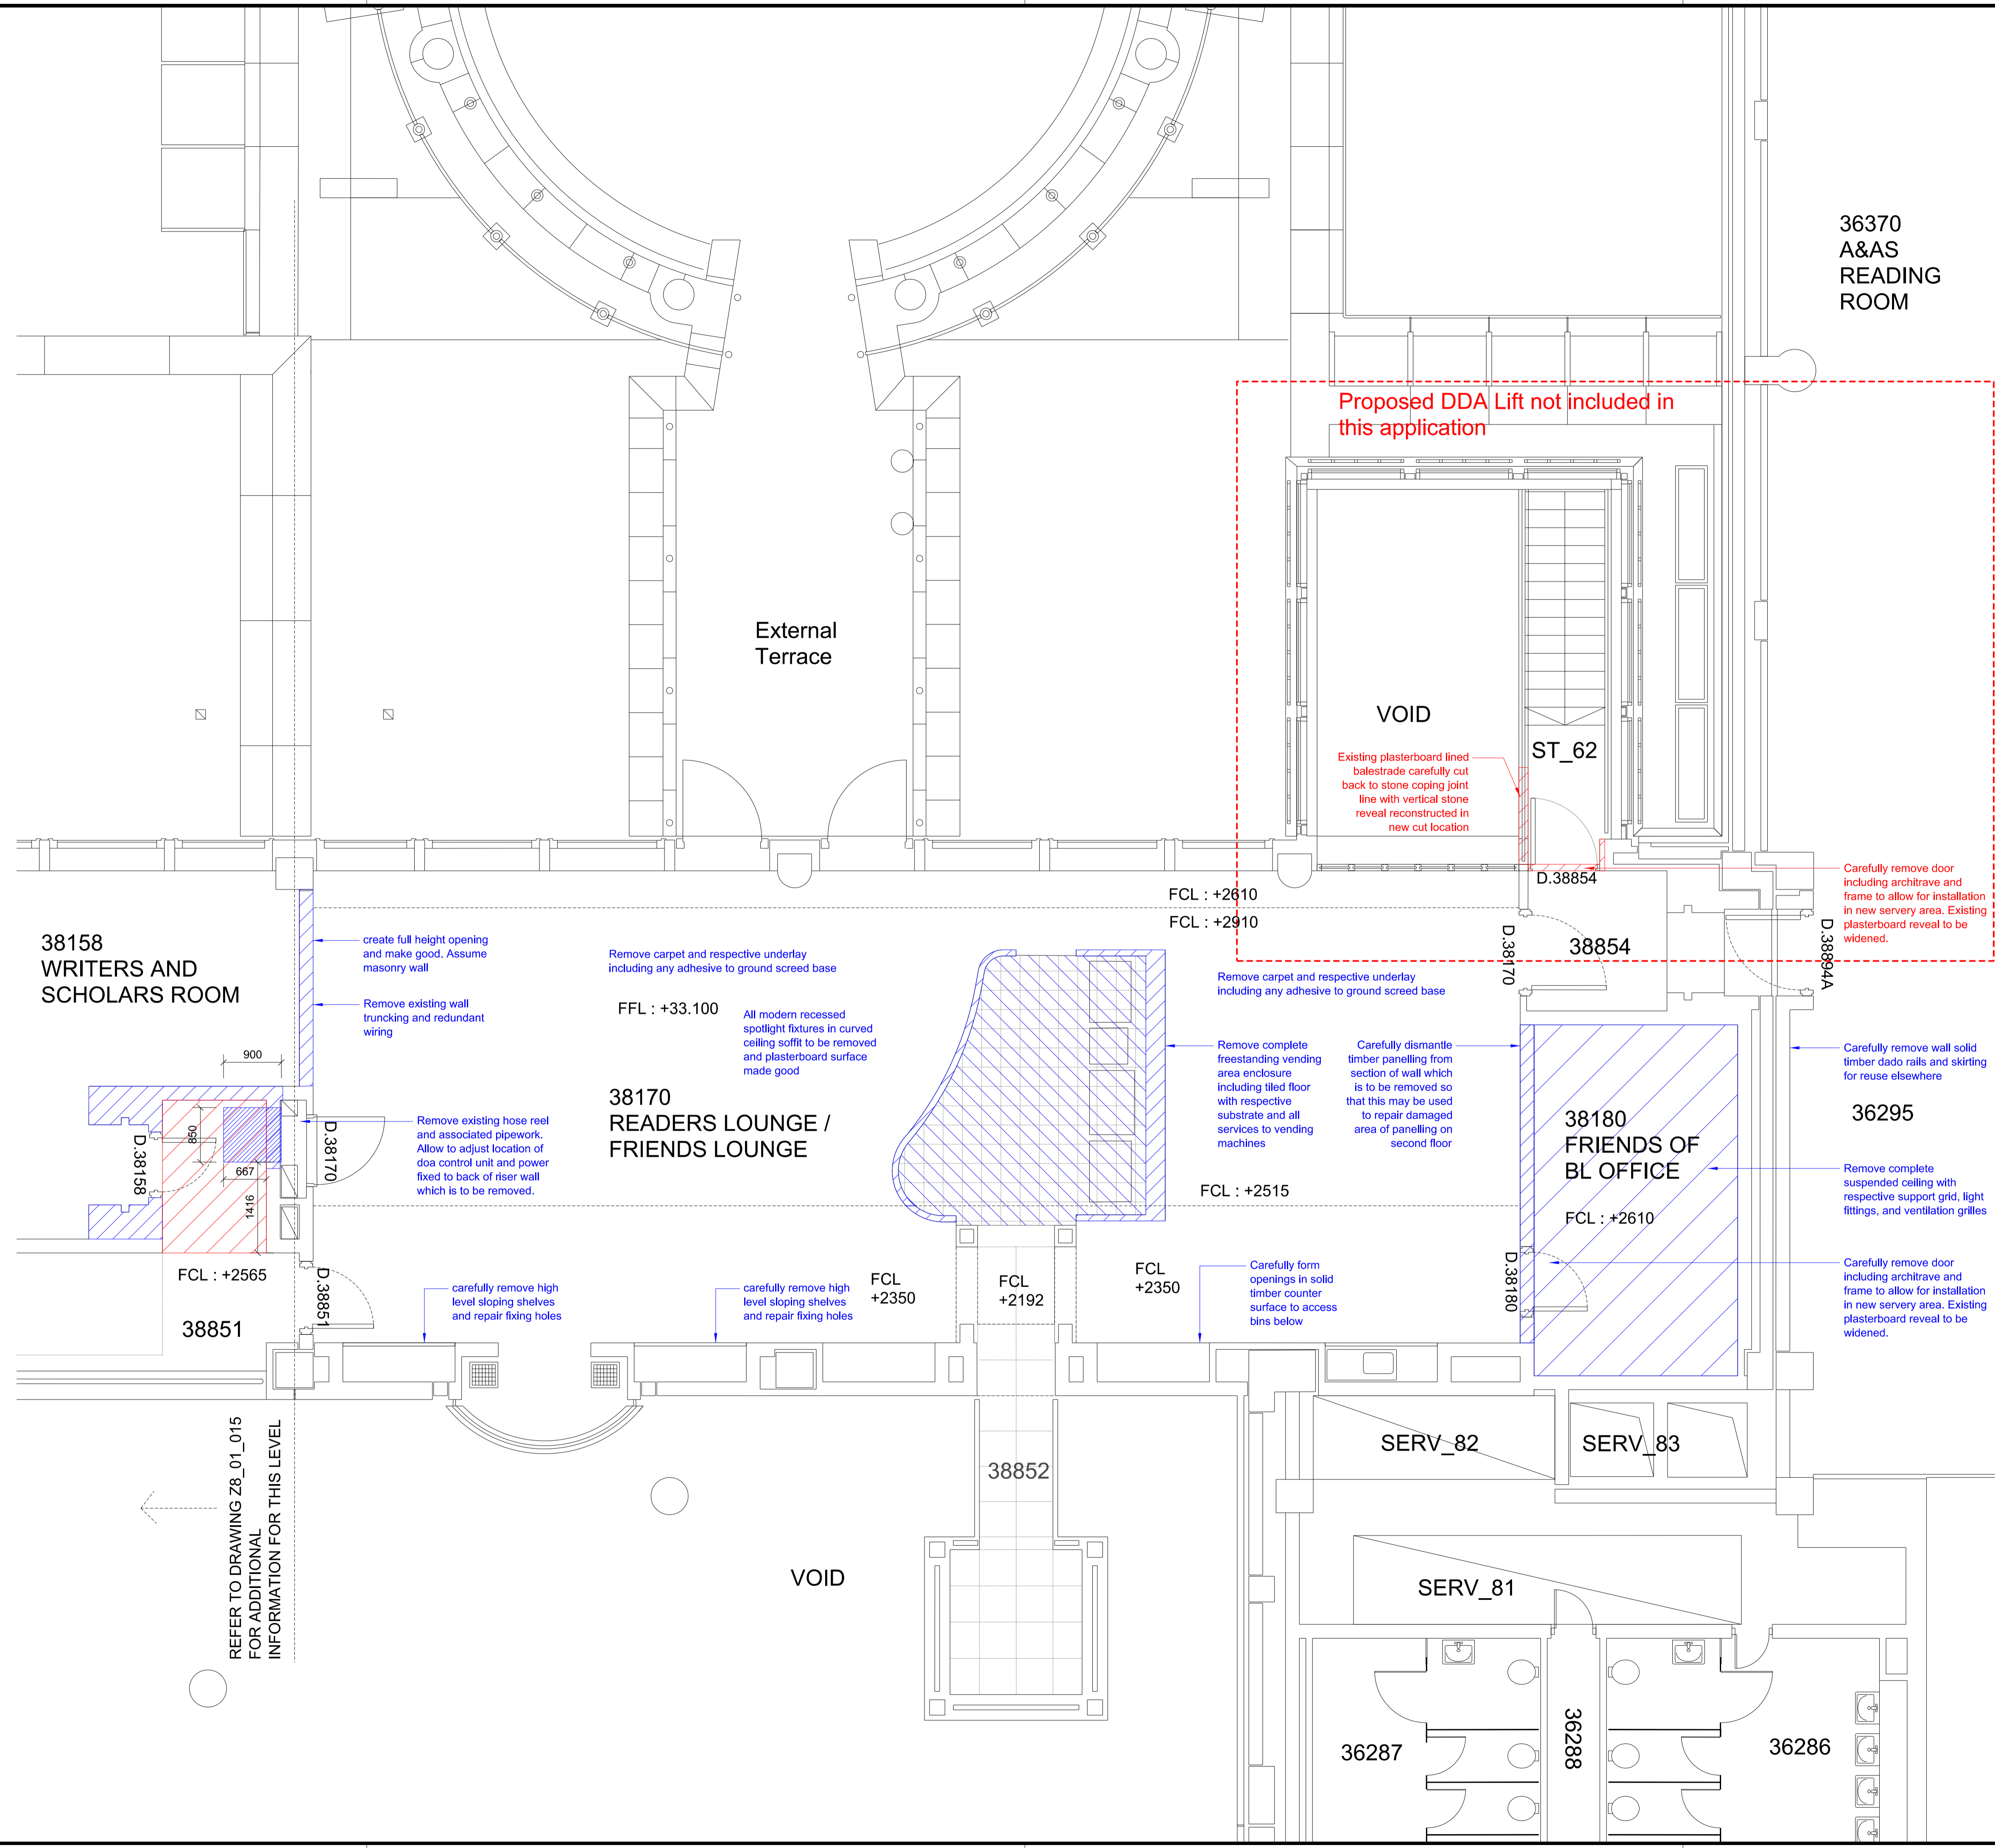 36370
A&AS
READING
ROOM
Proposed DDA Lift not included in
this application
External
Terrace
VOID
ST_62
Existing plasterboard lined
balestrade carefully cut
back to stone coping joint
line with vertical stone
reveal reconstructed in
new cut location
D.38854
Carefully remove door
including architrave and
frame to allow for installation
in new servery area. Existing
plasterboard reveal to be
widened.
FCL : +2610
FCL : +2910
D.38170
38854
D.38894A
38158
WRITERS AND
SCHOLARS ROOM
create full height opening
and make good. Assume
masonry wall
Remove existing wall
truncking and redundant
wiring
Remove carpet and respective underlay
including any adhesive to ground screed base
FFL : +33.100
All modern recessed
spotlight fixtures in curved
ceiling soffit to be removed
and plasterboard surface
made good
38170
READERS LOUNGE /
FRIENDS LOUNGE
Remove carpet and respective underlay
including any adhesive to ground screed base
Remove complete
freestanding vending
area enclosure
including tiled floor
with respective
substrate and all
services to vending
machines
Carefully dismantle
timber panelling from
section of wall which
is to be removed so
that this may be used
to repair damaged
area of panelling on
second floor
Carefully remove wall solid
timber dado rails and skirting
for reuse elsewhere
36295
38180
FRIENDS OF
BL OFFICE
FCL : +2610
Remove complete
suspended ceiling with
respective support grid, light
fittings, and ventilation grilles
Carefully remove door
including architrave and
frame to allow for installation
in new servery area. Existing
plasterboard reveal to be
widened.
900
850
667
1416
D.38158
D.38170
Remove existing hose reel
and associated pipework.
Allow to adjust location of
doa control unit and power
fixed to back of riser wall
which is to be removed.
FCL : +2515
FCL : +2565
38851
D.38851
carefully remove high
level sloping shelves
and repair fixing holes
carefully remove high
level sloping shelves
and repair fixing holes
FCL
+2350
FCL
+2192
FCL
+2350
Carefully form
openings in solid
timber counter
surface to access
bins below
D.38180
REFER TO DRAWING Z8_01_015
FOR ADDITIONAL
INFORMATION FOR THIS LEVEL
38852
VOID
SERV_82
SERV_83
SERV_81
36287
36288
36286